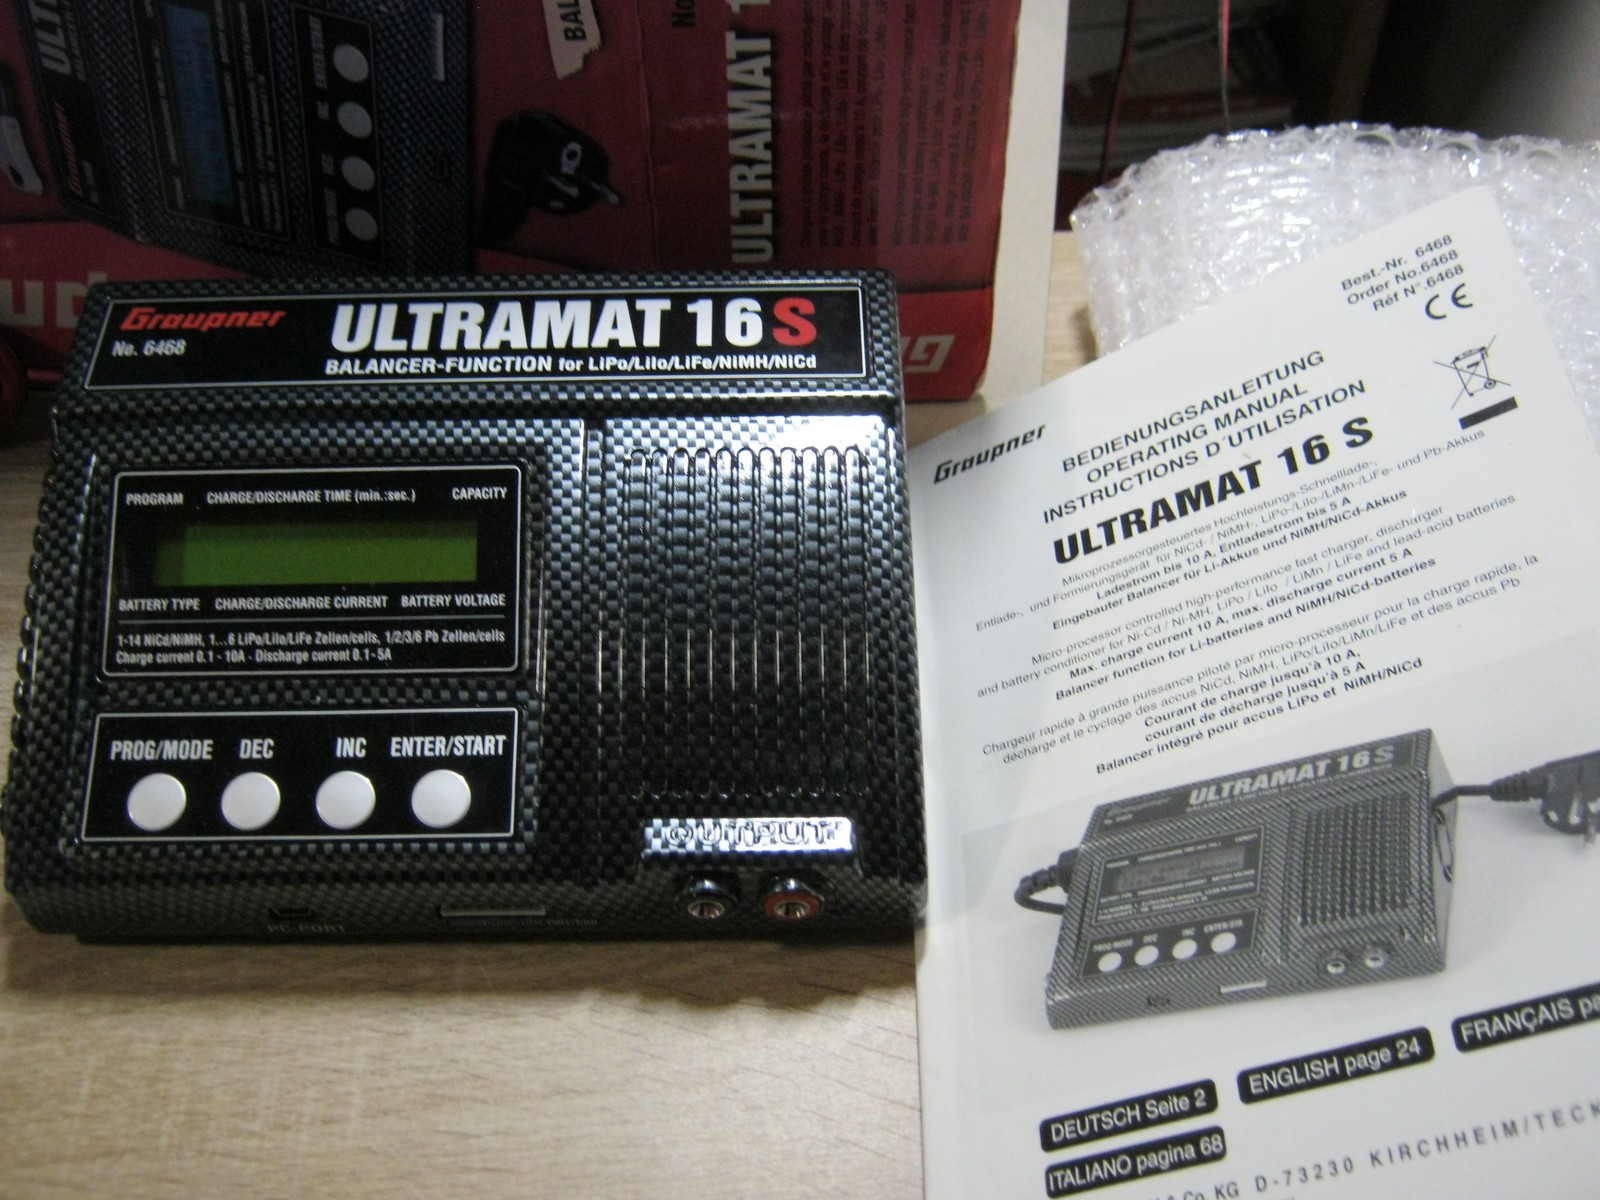 ULTRAMAT 1
Graupner
No. 6468
ULTRAMAT 16 S
BALANCER-FUNCTION for LiPo/LiIo/LiFe/NiMH/NiCd
PROGRAM CHARGE/DISCHARGE TIME (min.:sec.) CAPACITY
BATTERY TYPE CHARGE/DISCHARGE CURRENT BATTERY VOLTAGE
1-14 NiCd/NiMH, 1...6 LiPo/LiIo/LiFe Zellen/cells, 1/2/3/6 Pb Zellen/cells
Charge current 0.1 - 10A - Discharge current 0.1 - 5A
PROG/MODE DEC INC ENTER/START
OUTPUT
PC-PORT
Best.-Nr. 6468
Order No.6468
Réf N°.6468
CE
Graupner
BEDIENUNGSANLEITUNG
OPERATING MANUAL
INSTRUCTIONS D´UTILISATION
ULTRAMAT 16 S
Mikroprozessorgesteuertes Hochleistungs-Schnelllade-,
Entlade-, und Formierungsgerät für NiCd- / NiMH-, LiPo-/LiIo-/LiMn-/LiFe- und Pb-Akkus
Ladestrom bis 10 A, Entladestrom bis 5 A
Eingebauter Balancer für Li-Akkus und NiMH/NiCd-Akkus
Micro-processor controlled high-performance fast charger, discharger
and battery conditioner for Ni-Cd / Ni-MH, LiPo / LiIo / LiMn / LiFe and lead-acid batteries
Max. charge current 10 A, max. discharge current 5 A
Balancer function for Li-batteries and NiMH/NiCd-batteries
Chargeur rapide à grande puissance piloté par micro-processeur pour la charge rapide, la
décharge et le cyclage des accus NiCd, NiMH, LiPo/LiIo/LiMn/LiFe et des accus Pb
Courant de charge jusqu'à 10 A,
courant de décharge jusqu'à 5 A
Balancer intégré pour accus LiPo et NiMH/NiCd
ULTRAMAT 16 S
PROG/MODE DEC INC
DEUTSCH Seite 2 ENGLISH page 24 FRANÇAIS pa
ITALIANO pagina 68
Co. KG D-73230 KIRCHHEIM/TECK